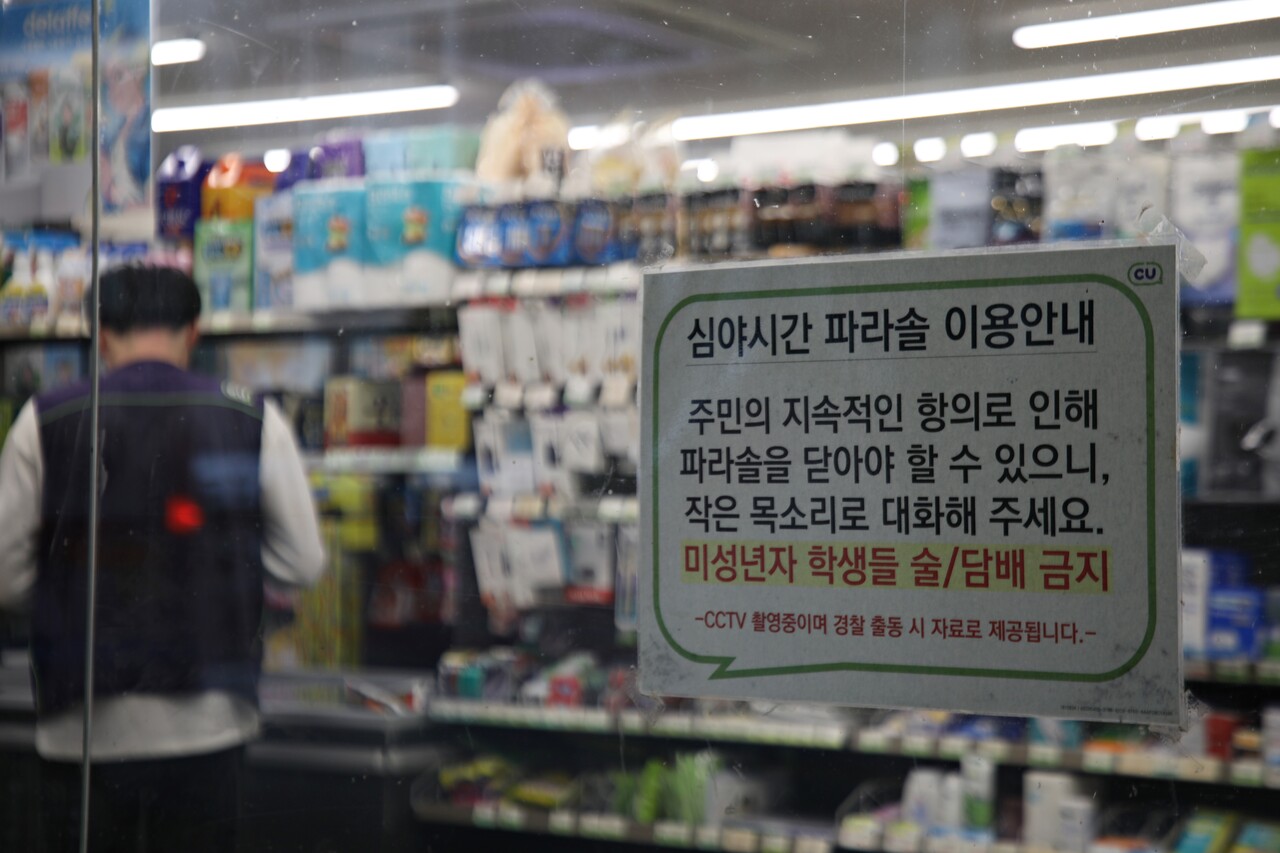 CU
심야시간 파라솔 이용안내
주민의 지속적인 항의로 인해
파라솔을 닫아야 할 수 있으니,
작은 목소리로 대화해 주세요.
미성년자 학생들 술/담배 금지
-CCTV 촬영중이며 경찰 출동 시 자료로 제공됩니다.-
delaffe